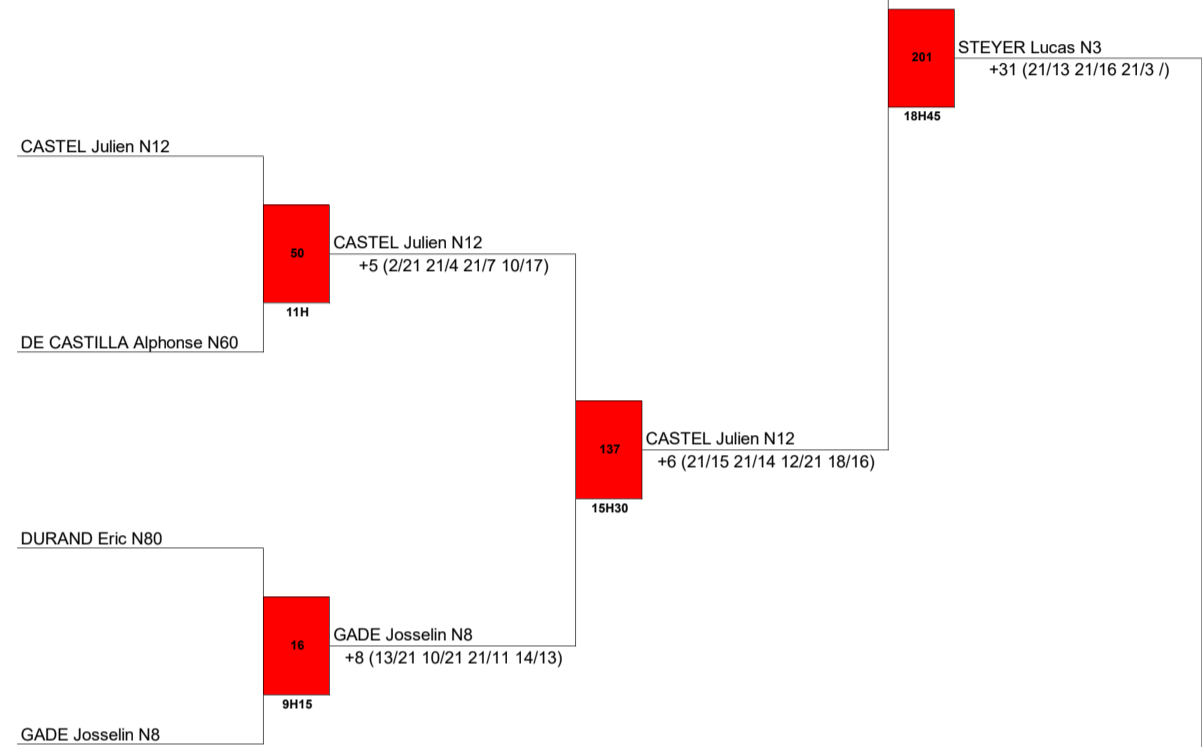 201
STEYER Lucas N3
+31 (21/13 21/16 21/3 /)
18H45
CASTEL Julien N12
50
CASTEL Julien N12
+5 (2/21 21/4 21/7 10/17)
11H
DE CASTILLA Alphonse N60
137
CASTEL Julien N12
+6 (21/15 21/14 12/21 18/16)
15H30
DURAND Eric N80
16
GADE Josselin N8
+8 (13/21 10/21 21/11 14/13)
9H15
GADE Josselin N8